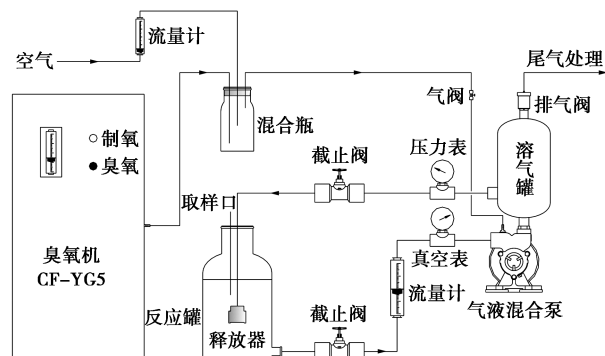 流量计
空气
尾气处理
气阀
排气阀
混合瓶
制氧
臭氧
截止阀
压力表
溶气罐
取样口
臭氧机
CF-YG5
真空表
流量计
气液混合泵
反应罐
释放器
截止阀